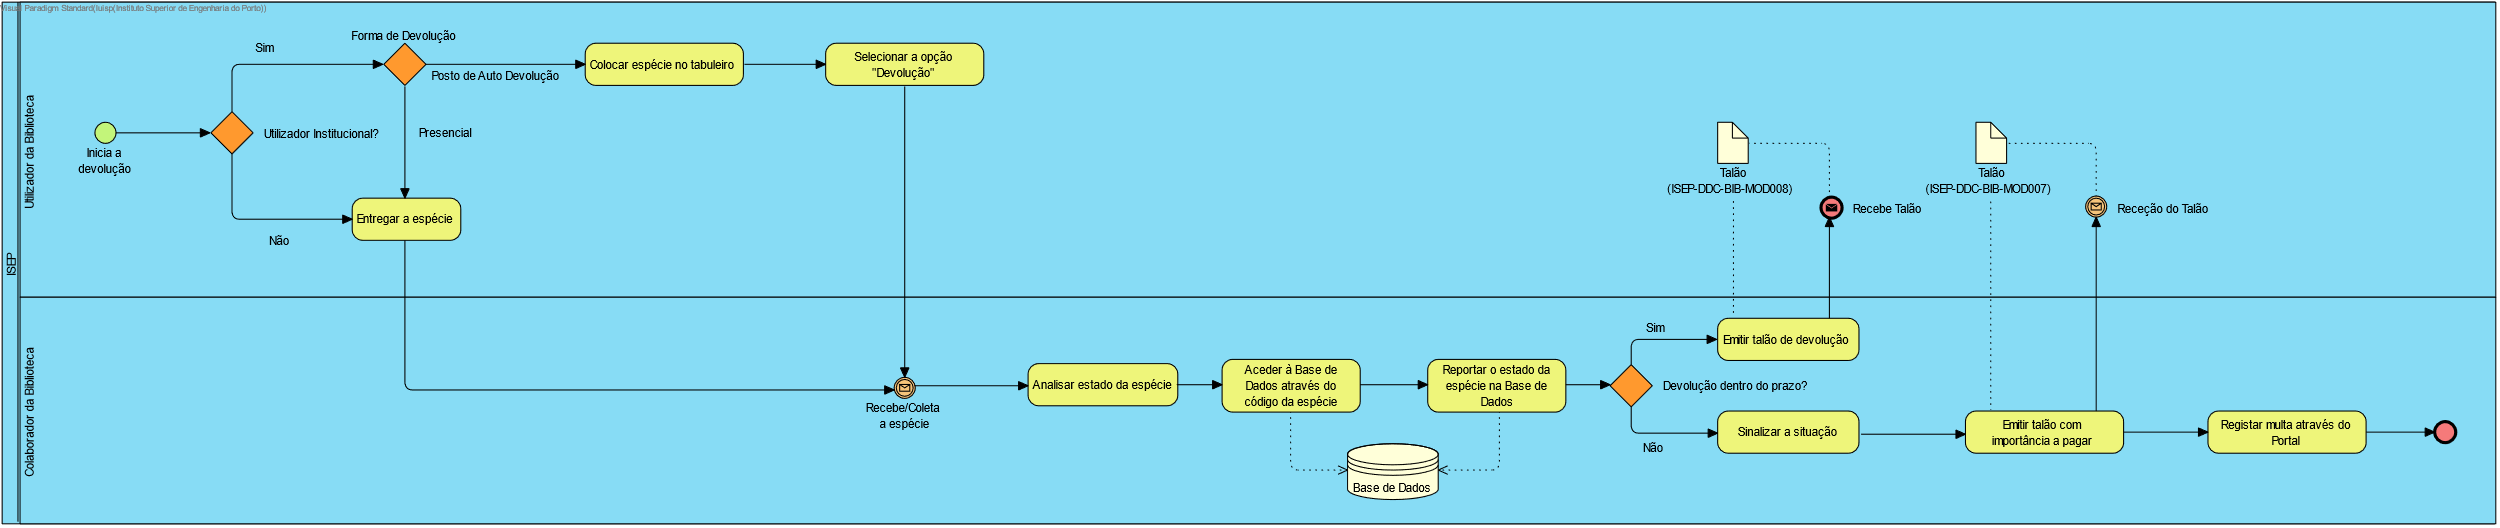 Visual Paradigm Standard(luisp(Instituto Superior de Engenharia do Porto))
ISEP
Utilizador da Biblioteca
Inicia a
devolução
Utilizador Institucional?
Sim
Não
Forma de Devolução
Posto de Auto Devolução
Presencial
Colocar espécie no tabuleiro
Selecionar a opção
"Devolução"
Entregar a espécie
Talão
(ISEP-DDC-BIB-MOD008)
Recebe Talão
Talão
(ISEP-DDC-BIB-MOD007)
Receção do Talão
Colaborador da Biblioteca
Recebe/Coleta
a espécie
Analisar estado da espécie
Aceder à Base de
Dados através do
código da espécie
Reportar o estado da
espécie na Base de
Dados
Base de Dados
Devolução dentro do prazo?
Sim
Não
Emitir talão de devolução
Sinalizar a situação
Emitir talão com
importância a pagar
Registar multa através do
Portal